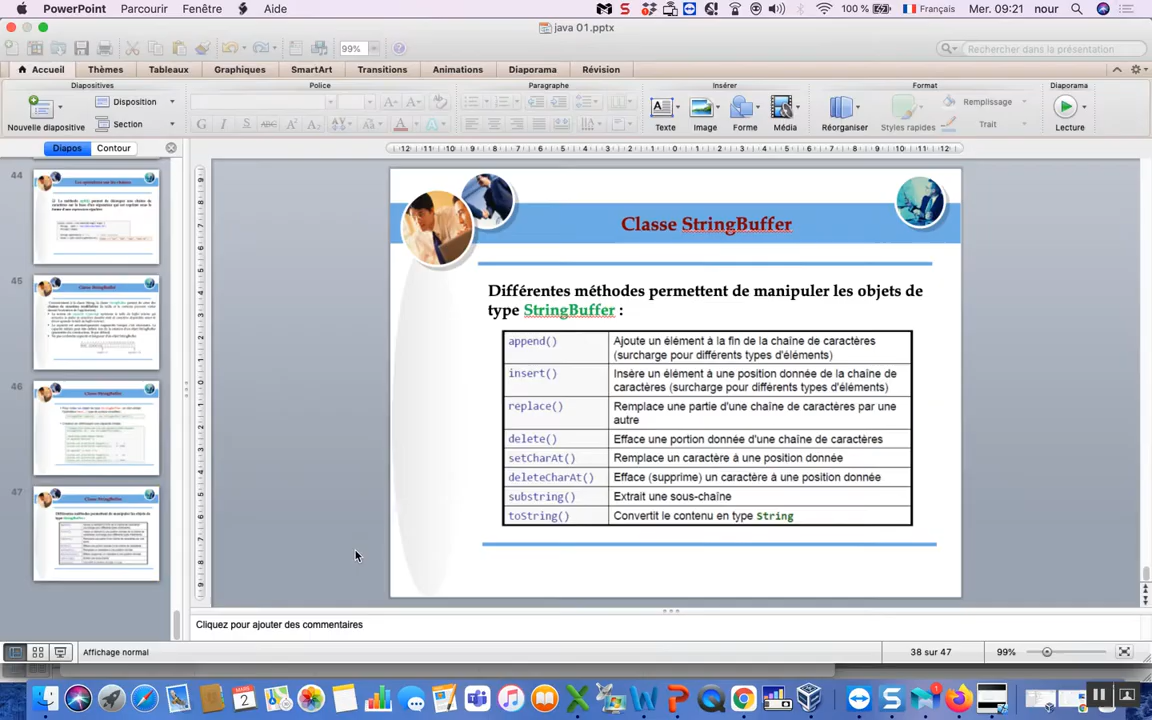 PowerPoint Parcourir Fenêtre Aide 100 % Français Mer. 09:21 nour
java 01.pptx
99% Rechercher dans la présentation
Accueil Thèmes Tableaux Graphiques SmartArt Transitions Animations Diaporama Révision
Diapositives Police Paragraphe Insérer Format Diaporama
Disposition Remplissage
Nouvelle diapositive Section Texte Image Forme Média Réorganiser Styles rapides Trait Lecture
Diapos Contour
44
45
46
47
Classe StringBuffer
Différentes méthodes permettent de manipuler les objets de
type StringBuffer :
append() Ajoute un élément à la fin de la chaîne de caractères
(surcharge pour différents types d'éléments)
insert() Insére un élément à une position donnée de la chaîne de
caractères (surcharge pour différents types d'éléments)
replace() Remplace une partie d'une chaîne de caractères par une
autre
delete() Efface une portion donnée d'une chaîne de caractères
setCharAt() Remplace un caractère à une position donnée
deleteCharAt() Efface (supprime) un caractère à une position donnée
substring() Extrait une sous-chaîne
toString() Convertit le contenu en type String
Cliquez pour ajouter des commentaires
Affichage normal 38 sur 47 99%